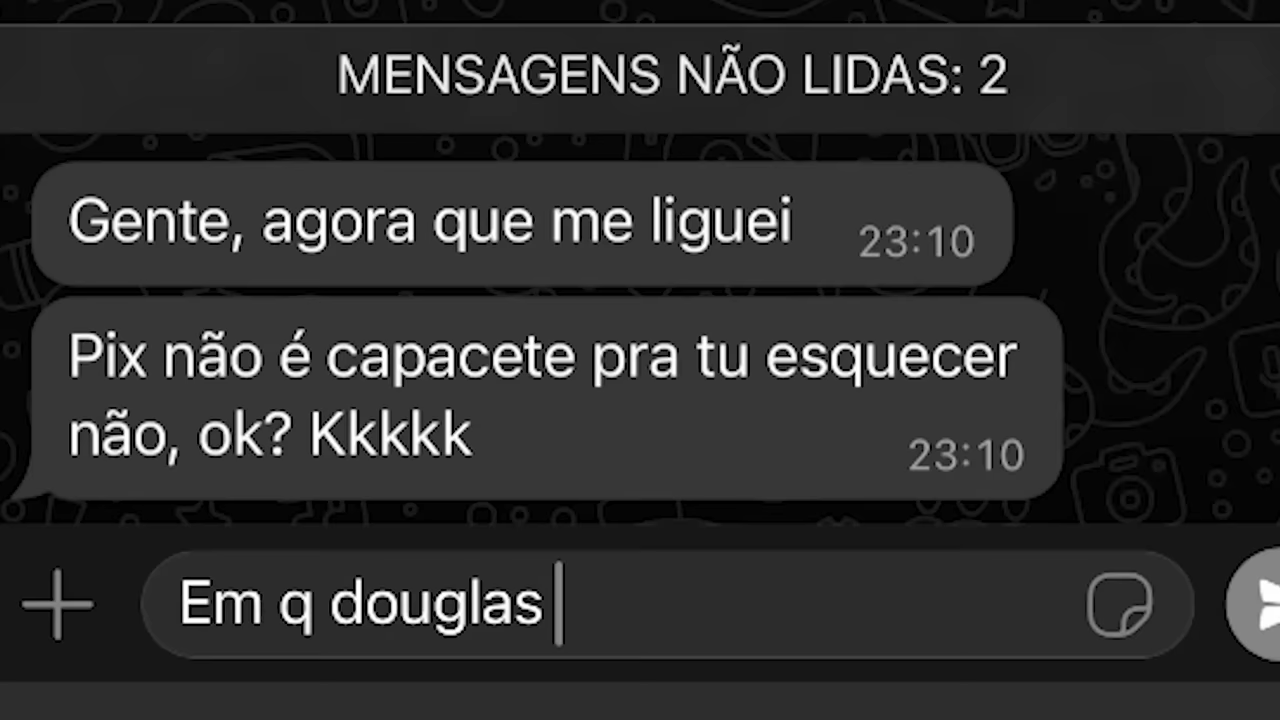 MENSAGENS NÃO LIDAS: 2
Gente, agora que me liguei
23:10
Pix não é capacete pra tu esquecer
não, ok? Kkkkk
23:10
Em q douglas